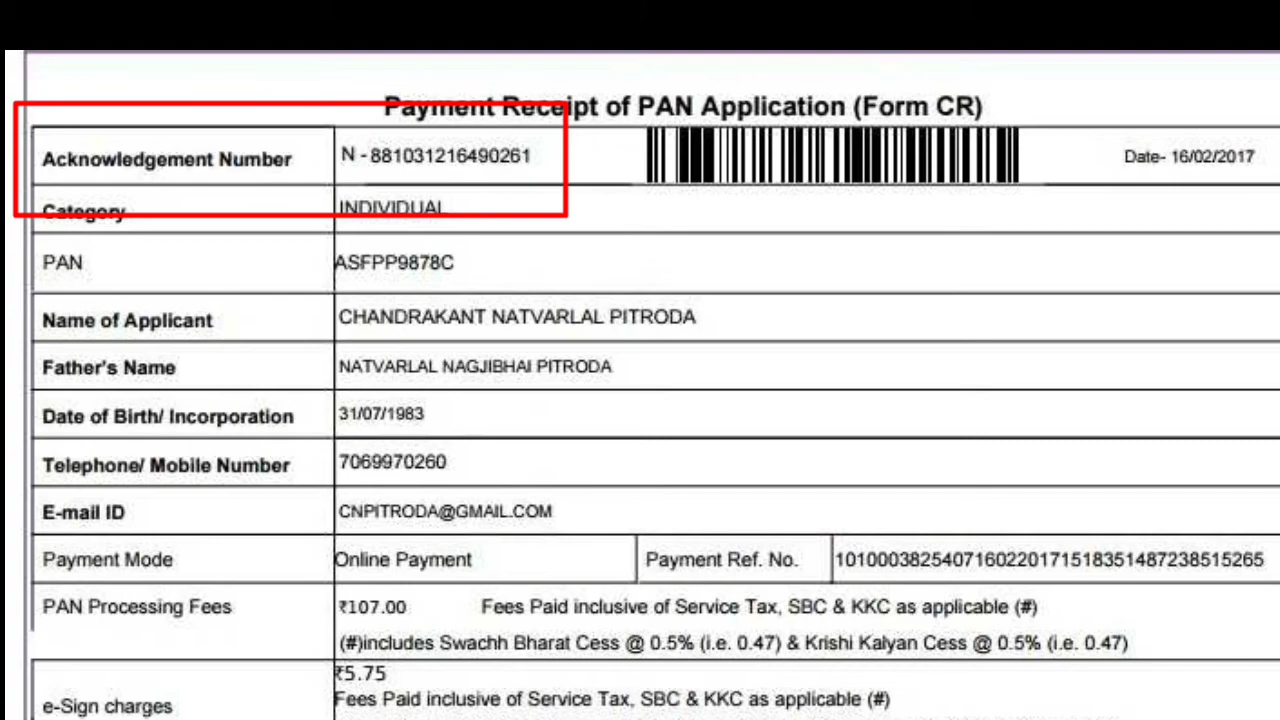 Payment Receipt of PAN Application (Form CR)
Acknowledgement Number N - 881031216490261 Date- 16/02/2017
Category INDIVIDUAL
PAN ASFPP9878C
Name of Applicant CHANDRAKANT NATVARLAL PITRODA
Father's Name NATVARLAL NAGJIBHAI PITRODA
Date of Birth/ Incorporation 31/07/1983
Telephone/ Mobile Number 7069970260
E-mail ID CNPITRODA@GMAIL.COM
Payment Mode Online Payment Payment Ref. No. 10100038254071602201715183514872385​15265
PAN Processing Fees ₹107.00 Fees Paid inclusive of Service Tax, SBC & KKC as applicable (#)
(#)includes Swachh Bharat Cess @ 0.5% (i.e. 0.47) & Krishi Kalyan Cess @ 0.5% (i.e. 0.47)
₹5.75
e-Sign charges Fees Paid inclusive of Service Tax, SBC & KKC as applicable (#)